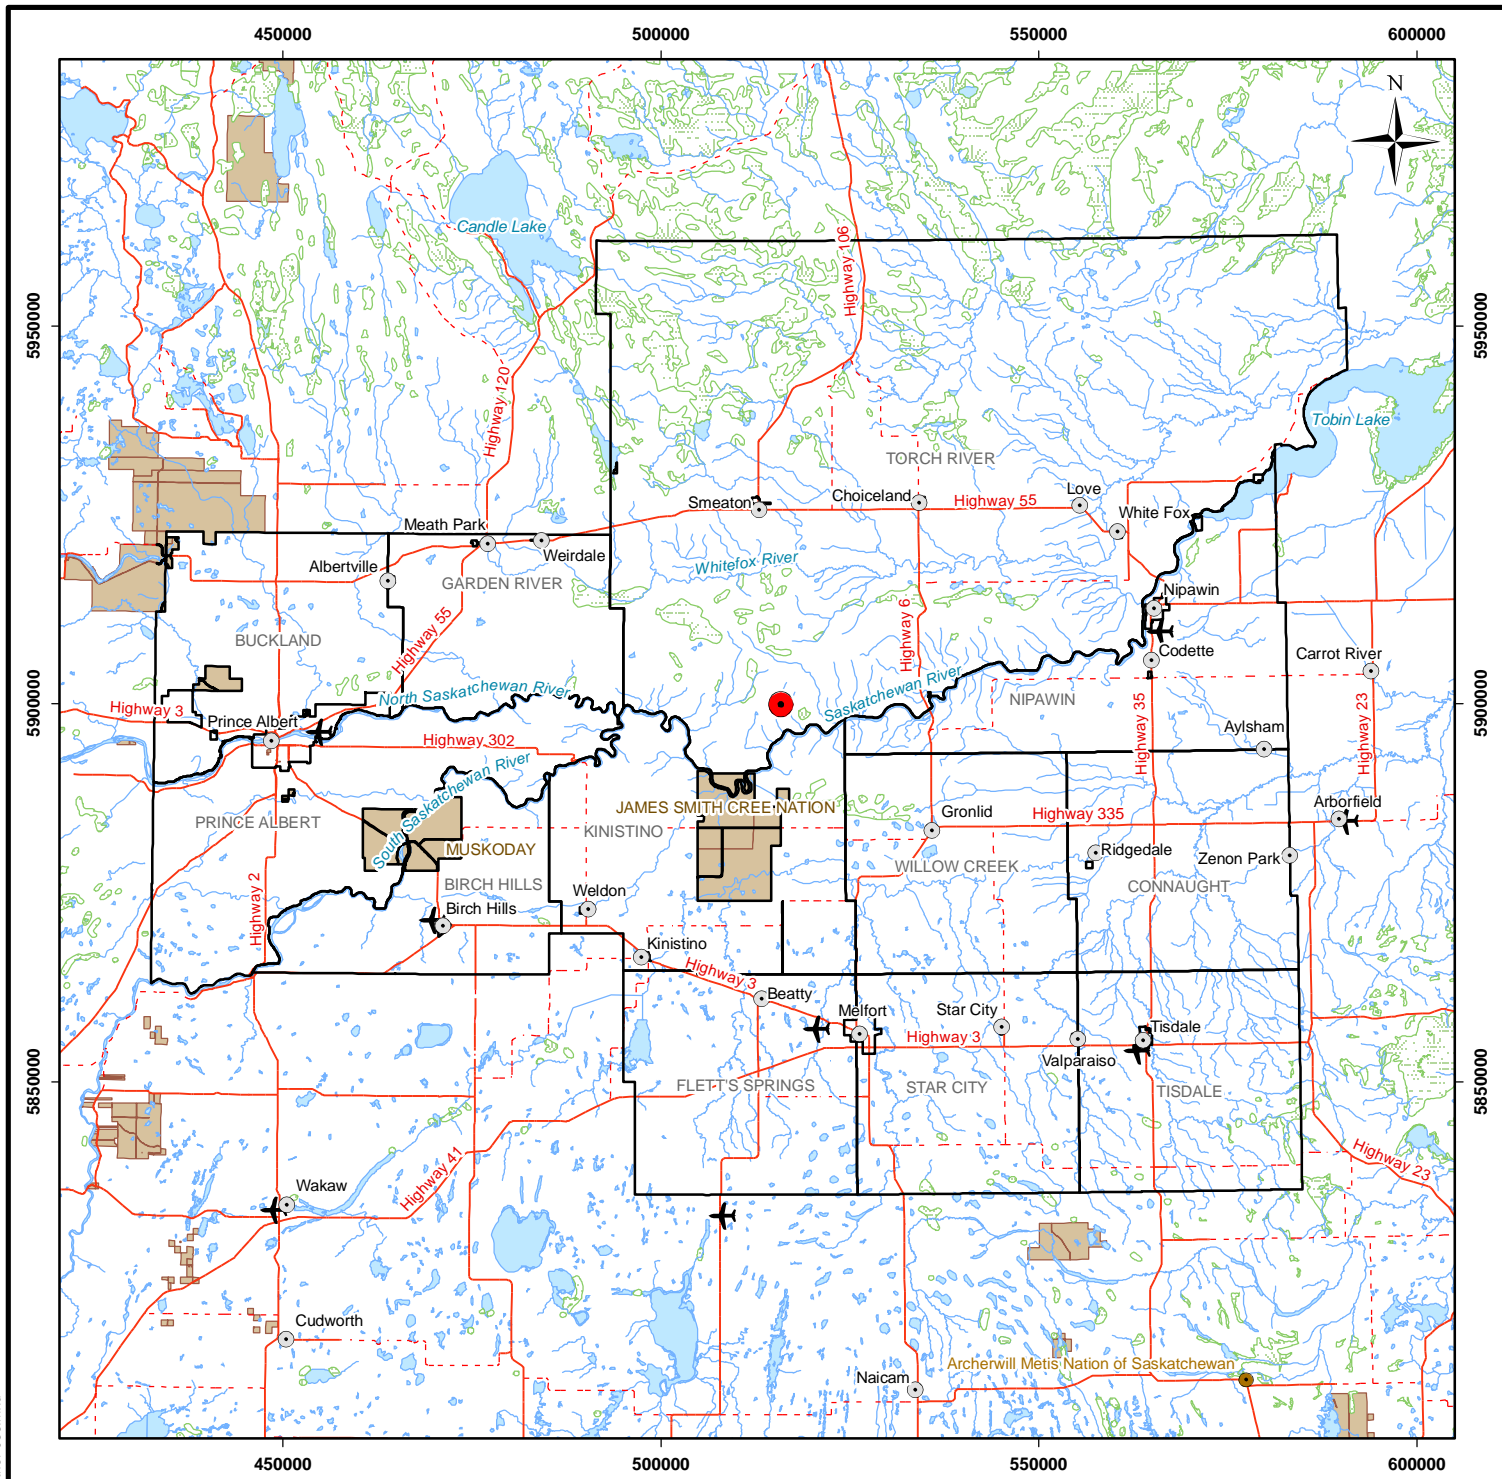 450000
500000
550000
600000
N
Candle Lake
Highway 106
5950000
5950000
Highway 120
Tobin Lake
TORCH RIVER
Smeaton
Choiceland
Highway 55
Love
White Fox
Meath Park
Weirdale
Whitefox River
Albertville
GARDEN RIVER
Nipawin
BUCKLAND
Highway 55
Highway 6
Codette
Carrot River
North Saskatchewan River
Saskatchewan River
NIPAWIN
5900000
5900000
Highway 3
Prince Albert
Highway 302
Highway 35
Highway 23
Aylsham
South Saskatchewan River
JAMES SMITH CREE NATION
Gronlid
Highway 335
Arborfield
PRINCE ALBERT
KINISTINO
MUSKODAY
Ridgedale
Zenon Park
WILLOW CREEK
CONNAUGHT
BIRCH HILLS
Weldon
Highway 2
Birch Hills
Kinistino
Highway 3
Beatty
Melfort
Star City
Tisdale
Highway 3
Valparaiso
5850000
5850000
FLETT'S SPRINGS
STAR CITY
TISDALE
Highway 41
Highway 23
Wakaw
Cudworth
Archerwill Metis Nation of Saskatchewan
Naicam
450000
500000
550000
600000